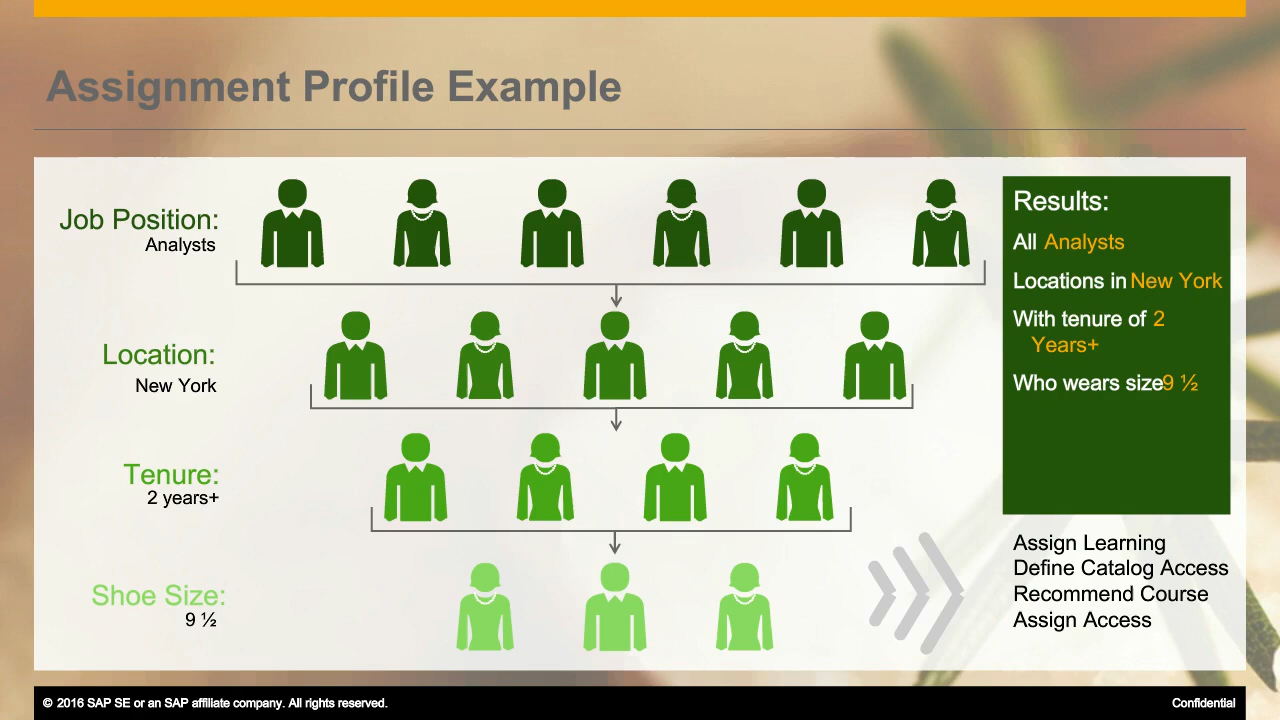 Assignment Profile Example
Job Position:
Analysts
Location:
New York
Tenure:
2 years+
Shoe Size:
9 ½
Results:
All Analysts
Locations in New York
With tenure of 2
Years+
Who wears size 9 ½
Assign Learning
Define Catalog Access
Recommend Course
Assign Access
© 2016 SAP SE or an SAP affiliate company. All rights reserved.
Confidential